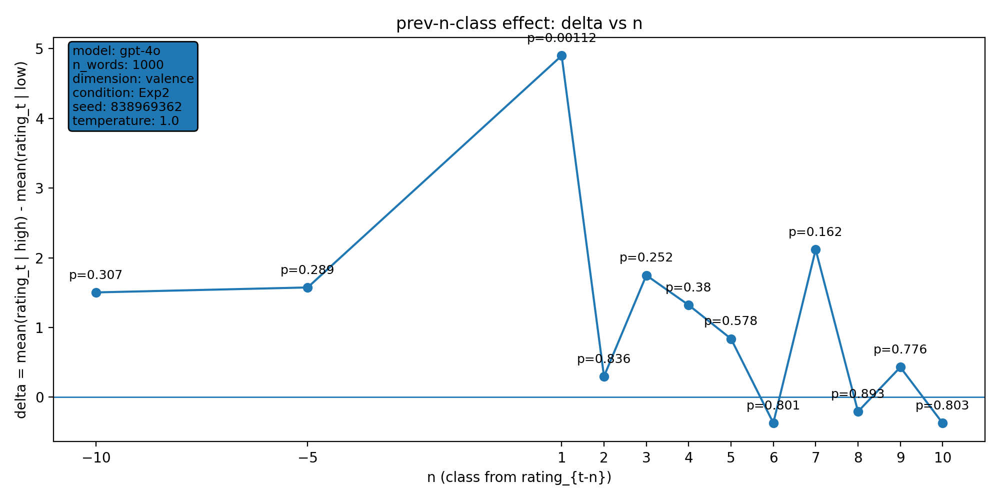 prev-n-class effect: delta vs n
model: gpt-4o
n_words: 1000
dimension: valence
condition: Exp2
seed: 838969362
temperature: 1.0
delta = mean(rating_t | high) - mean(rating_t | low)
5
4
3
2
1
0
p=0.307
p=0.289
p=0.00112
p=0.836
p=0.252
p=0.38
p=0.578
p=0.801
p=0.162
p=0.893
p=0.776
p=0.803
−10
−5
1
2
3
4
5
6
7
8
9
10
n (class from rating_{t-n})